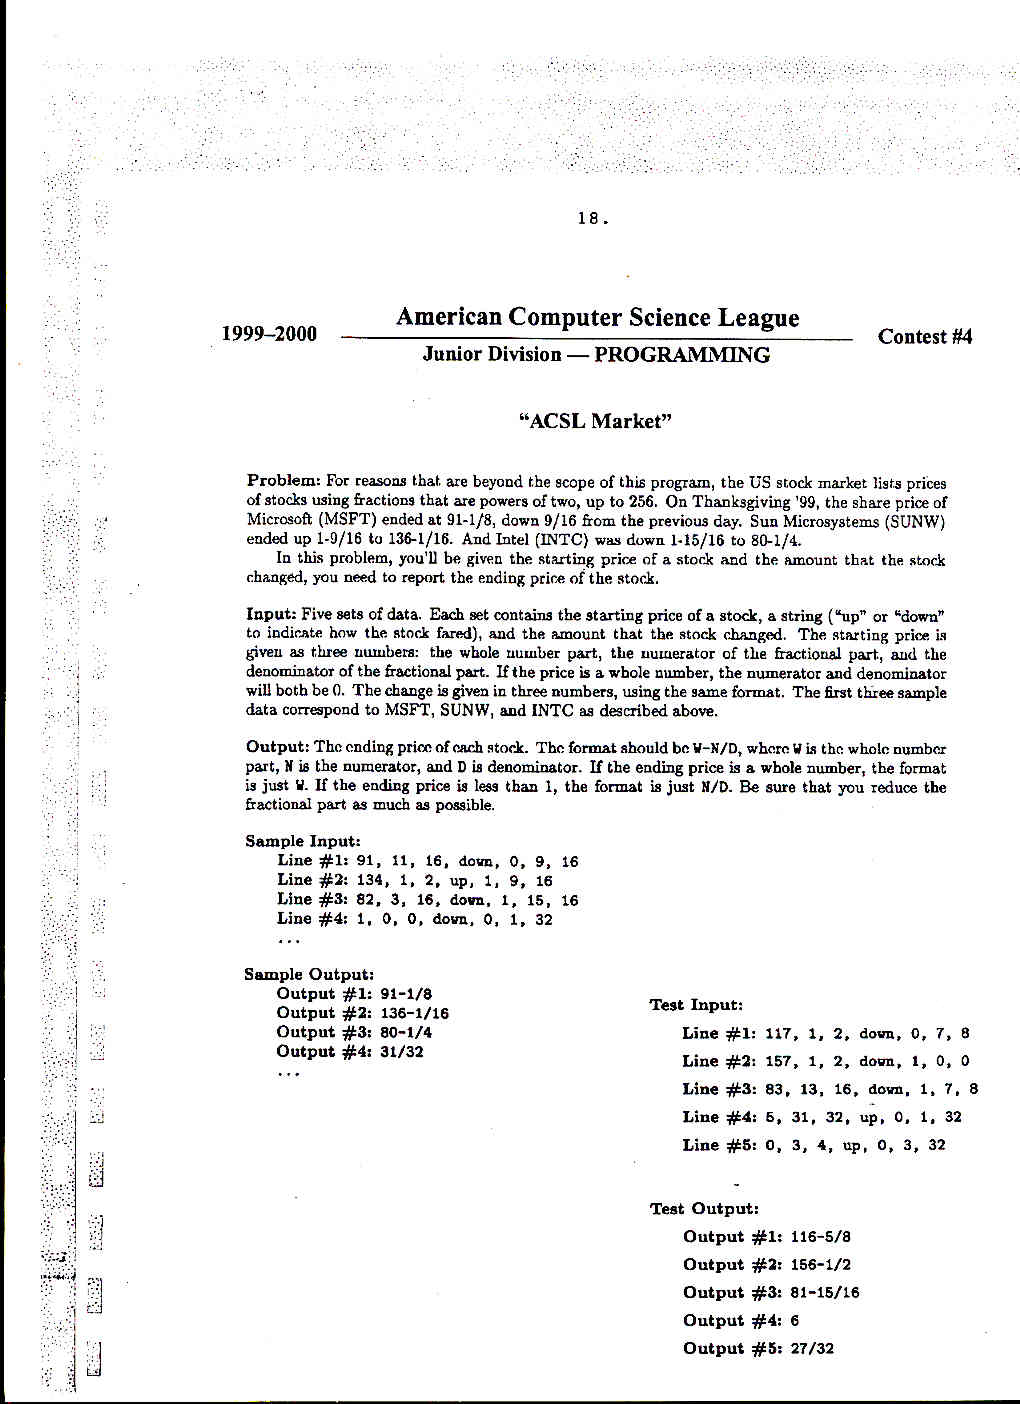 18.
American Computer Science League
1999–2000
Contest #4
Junior Division — PROGRAMMING
“ACSL Market”
Problem: For reasons that are beyond the scope of this program, the US stock market lists prices
of stocks using fractions that are powers of two, up to 256. On Thanksgiving '99, the share price of
Microsoft (MSFT) ended at 91-1/8, down 9/16 from the previous day. Sun Microsystems (SUNW)
ended up 1-9/16 to 136-1/16. And Intel (INTC) was down 1-15/16 to 80-1/4.
In this problem, you'll be given the starting price of a stock and the amount that the stock
changed, you need to report the ending price of the stock.
Input: Five sets of data. Each set contains the starting price of a stock, a string (“up” or “down”
to indicate how the stock fared), and the amount that the stock changed. The starting price is
given as three numbers: the whole number part, the numerator of the fractional part, and the
denominator of the fractional part. If the price is a whole number, the numerator and denominator
will both be 0. The change is given in three numbers, using the same format. The first three sample
data correspond to MSFT, SUNW, and INTC as described above.
Output: The ending price of each stock. The format should be W-N/D, where W is the whole number
part, N is the numerator, and D is denominator. If the ending price is a whole number, the format
is just W. If the ending price is less than 1, the format is just N/D. Be sure that you reduce the
fractional part as much as possible.
Sample Input:
Line #1: 91, 11, 16, down, 0, 9, 16
Line #2: 134, 1, 2, up, 1, 9, 16
Line #3: 82, 3, 16, down, 1, 15, 16
Line #4: 1, 0, 0, down, 0, 1, 32
...
Sample Output:
Output #1: 91-1/8
Output #2: 136-1/16
Output #3: 80-1/4
Output #4: 31/32
...
Test Input:
Line #1: 117, 1, 2, down, 0, 7, 8
Line #2: 157, 1, 2, down, 1, 0, 0
Line #3: 83, 13, 16, down, 1, 7, 8
Line #4: 5, 31, 32, up, 0, 1, 32
Line #5: 0, 3, 4, up, 0, 3, 32
Test Output:
Output #1: 116-5/8
Output #2: 156-1/2
Output #3: 81-15/16
Output #4: 6
Output #5: 27/32